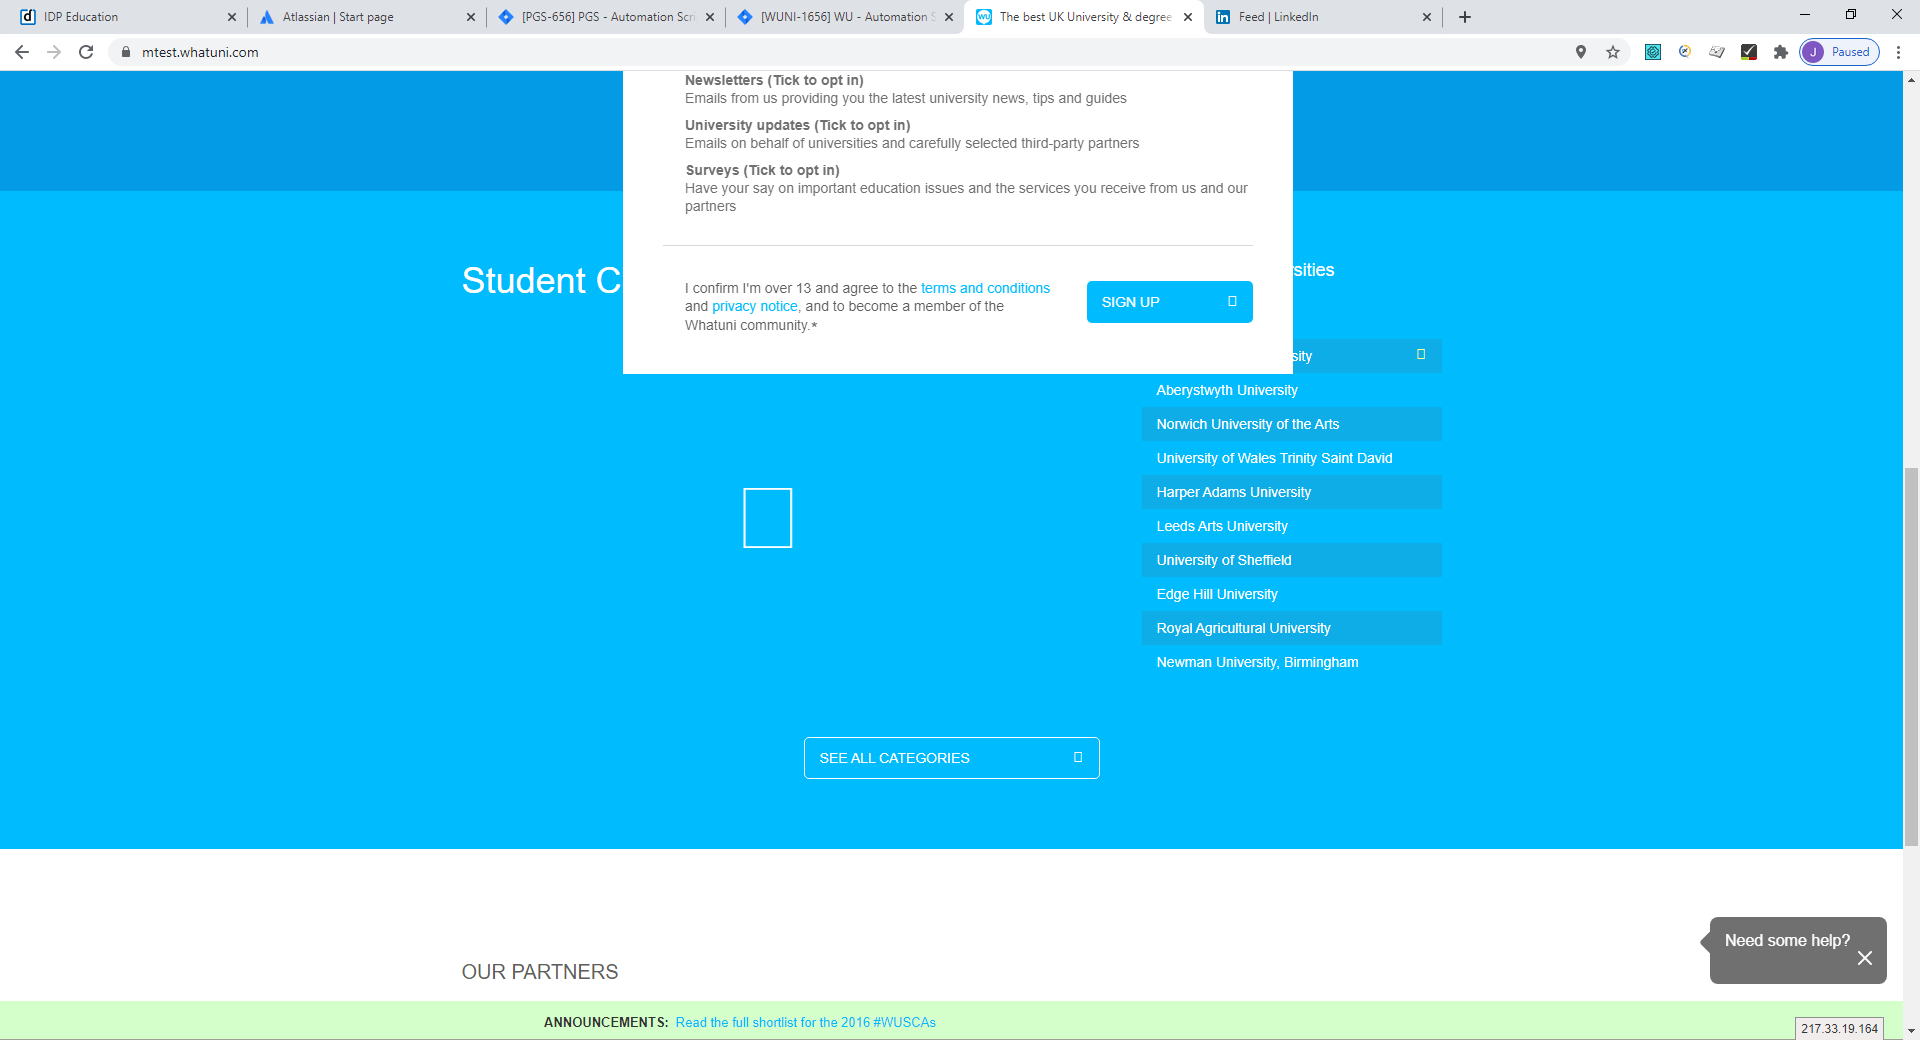 IDP Education
Atlassian | Start page
[PGS-656] PGS - Automation Scri
[WUNI-1656] WU - Automation S
The best UK University & degree
Feed | LinkedIn
mtest.whatuni.com
J Paused
Newsletters (Tick to opt in)
Emails from us providing you the latest university news, tips and guides
University updates (Tick to opt in)
Emails on behalf of universities and carefully selected third-party partners
Surveys (Tick to opt in)
Have your say on important education issues and the services you receive from us and our
partners
Student C
rsities
I confirm I'm over 13 and agree to the terms and conditions
and privacy notice, and to become a member of the
Whatuni community.*
SIGN UP
sity
Aberystwyth University
Norwich University of the Arts
University of Wales Trinity Saint David
Harper Adams University
Leeds Arts University
University of Sheffield
Edge Hill University
Royal Agricultural University
Newman University, Birmingham
SEE ALL CATEGORIES
Need some help?
OUR PARTNERS
ANNOUNCEMENTS: Read the full shortlist for the 2016 #WUSCAs
217.33.19.164